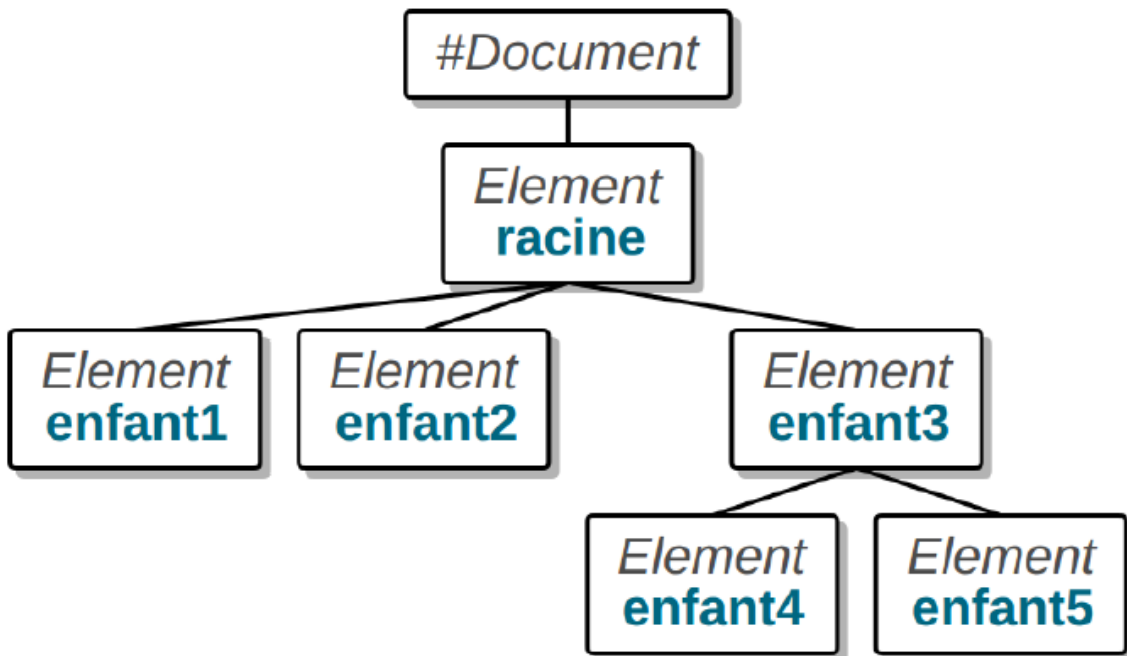 #Document
Element
racine
Element
enfant1
Element
enfant2
Element
enfant3
Element
enfant4
Element
enfant5